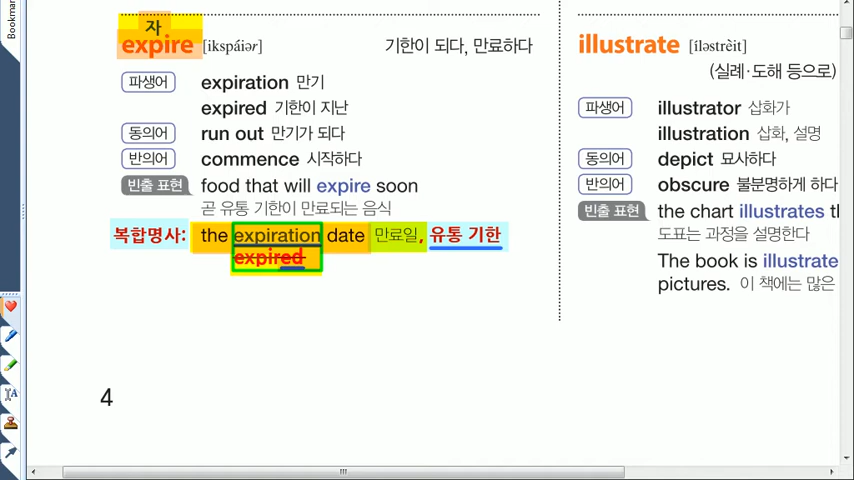 Bookmar
자
expire [ikspáiər] 기한이 되다, 만료하다
파생어 expiration 만기
expired 기한이 지난
동의어 run out 만기가 되다
반의어 commence 시작하다
빈출 표현 food that will expire soon
곧 유통 기한이 만료되는 음식
복합명사: the expiration date 만료일, 유통 기한
expired
4
illustrate [íləstrèit]
(실례·도해 등으로)
파생어 illustrator 삽화가
illustration 삽화, 설명
동의어 depict 묘사하다
반의어 obscure 불분명하게 하다
빈출 표현 the chart illustrates th
도표는 과정을 설명한다
The book is illustrate
pictures. 이 책에는 많은